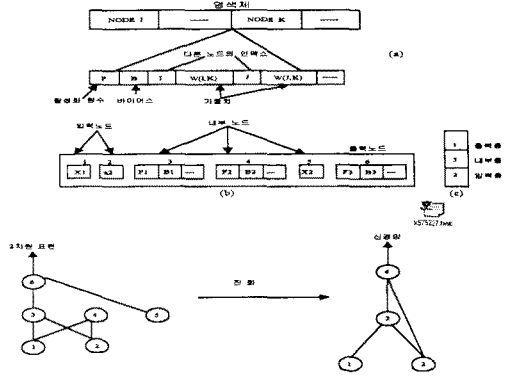 염색체
NODE 1 ── NODE K ──
(a)
다른 노드의 인덱스
F B I W(I,K) J W(J,K) ──
활성화 함수 바이어스 가중치
입력노드 내부 노드 출력노드
1 2 3 4 5 6
X1 x2 F1 B1 ─ F2 B2 ─ X2 F3 B3 ─
(b)
1 출력층
3 내부층
2 입력층
(c)
2차원 표현
6
3 4 5
1 2
진 화
신경망
6
3
1 2